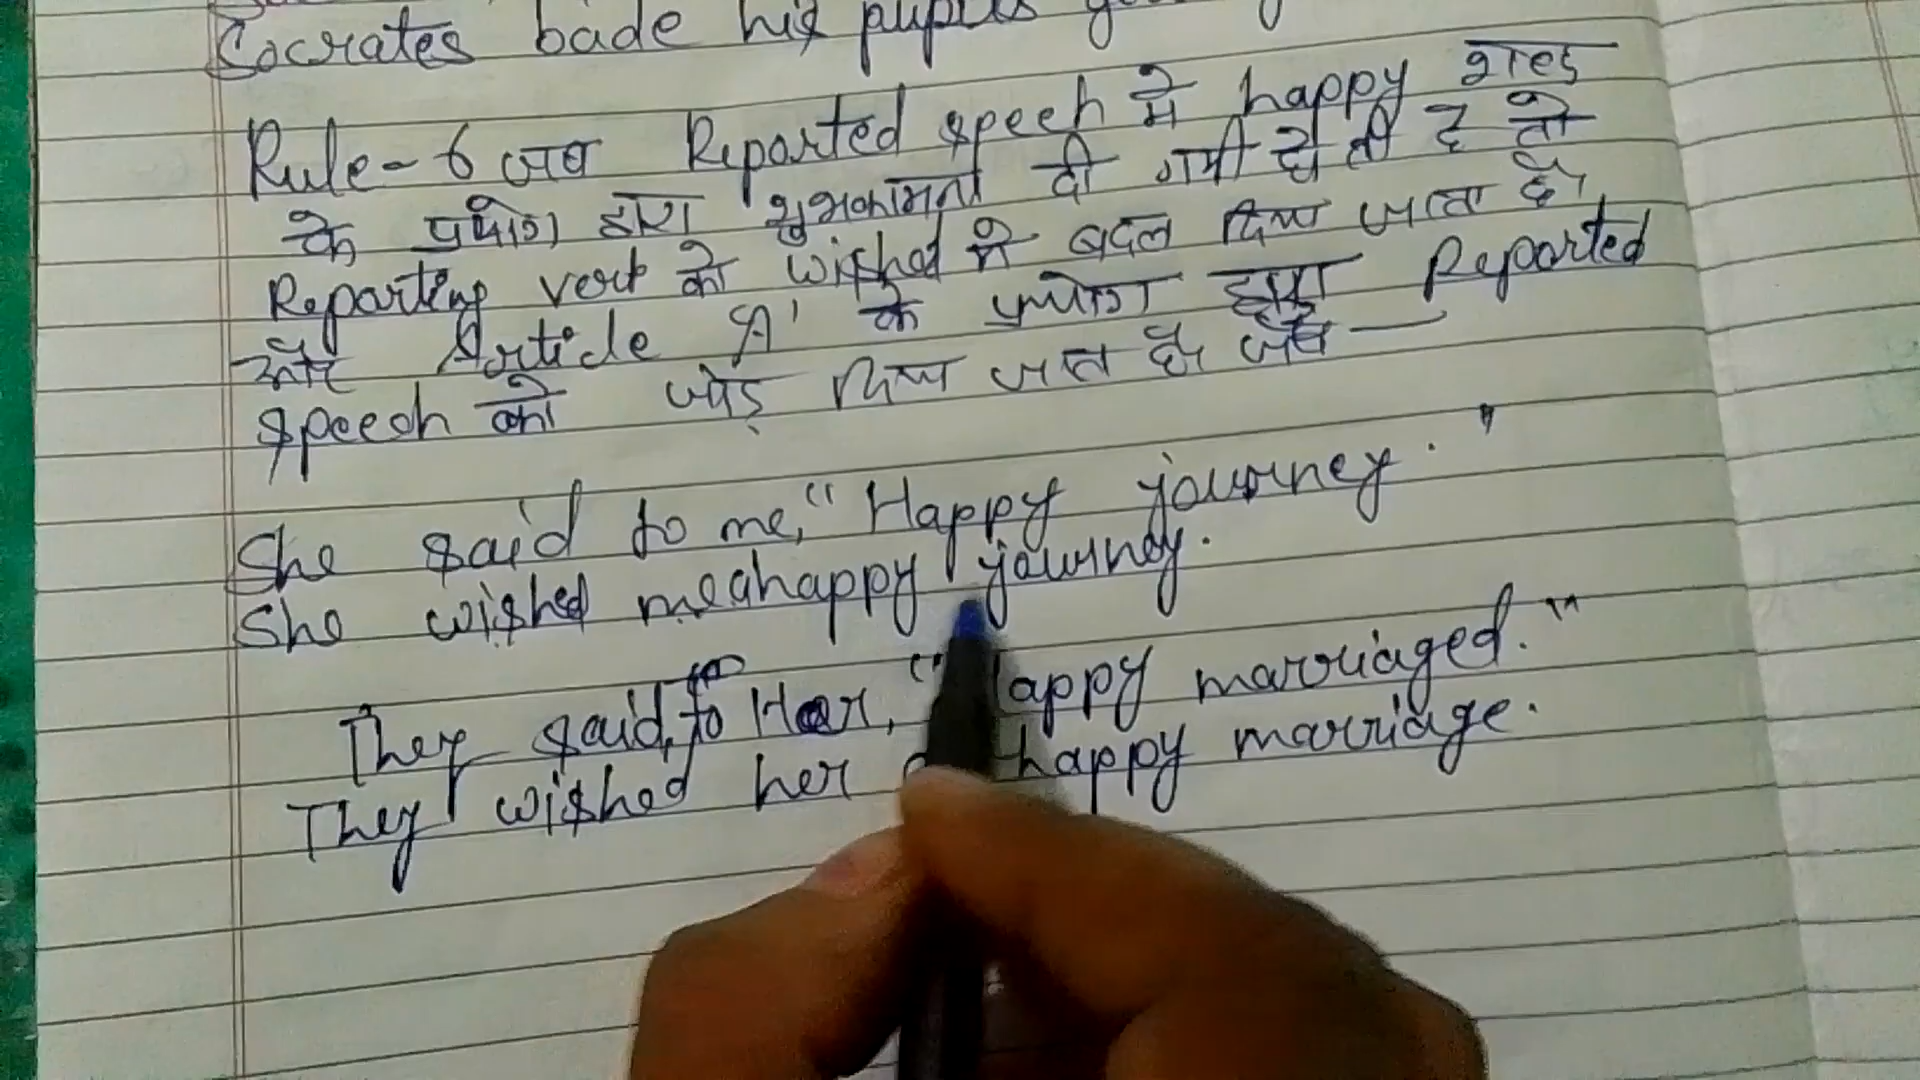 Socrates bade his pupils
Rule-6 जब Reported speech मे happy शब्द
के प्रयोग द्वारा शुभकामना दी गयी होती है तो
Reporting verb को wished मे बदल दिया जाता है।
और Article 'A' के प्रयोग द्वारा Reported
speech को जोड़ दिया जाता है। जैसे —
She said to me, "Happy journey."
She wished me a happy journey.
They said, to Her, "Happy marriaged."
They wished her a happy marriage.